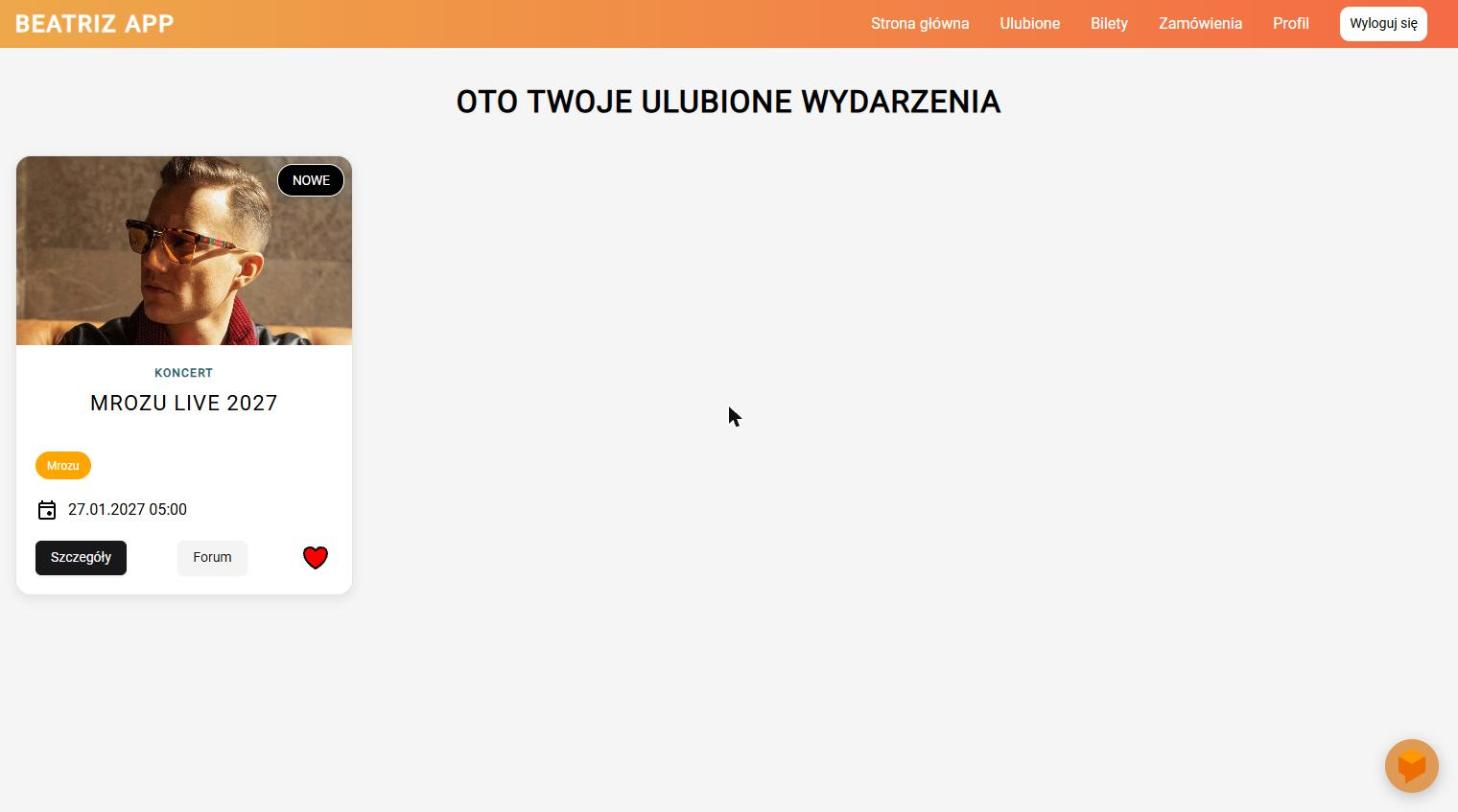 BEATRIZ APP
Strona główna Ulubione Bilety Zamówienia Profil Wyloguj się
OTO TWOJE ULUBIONE WYDARZENIA
NOWE
KONCERT
MROZU LIVE 2027
Mrozu
27.01.2027 05:00
Szczegóły Forum